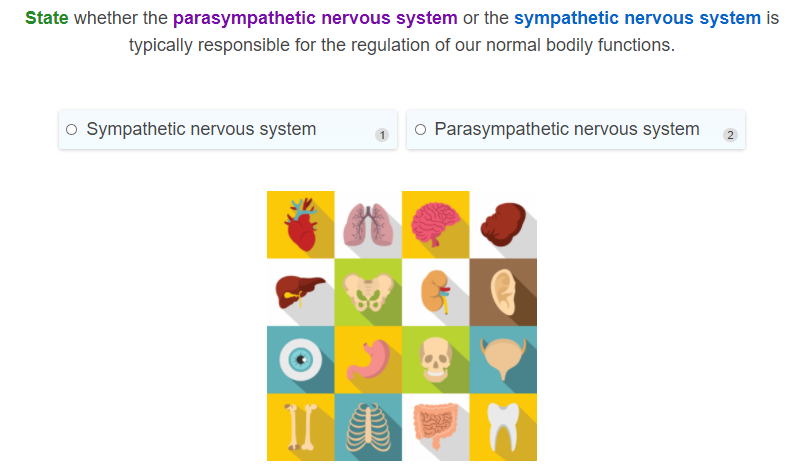 State whether the parasympathetic nervous system or the sympathetic nervous system is
typically responsible for the regulation of our normal bodily functions.
Sympathetic nervous system 1
Parasympathetic nervous system 2